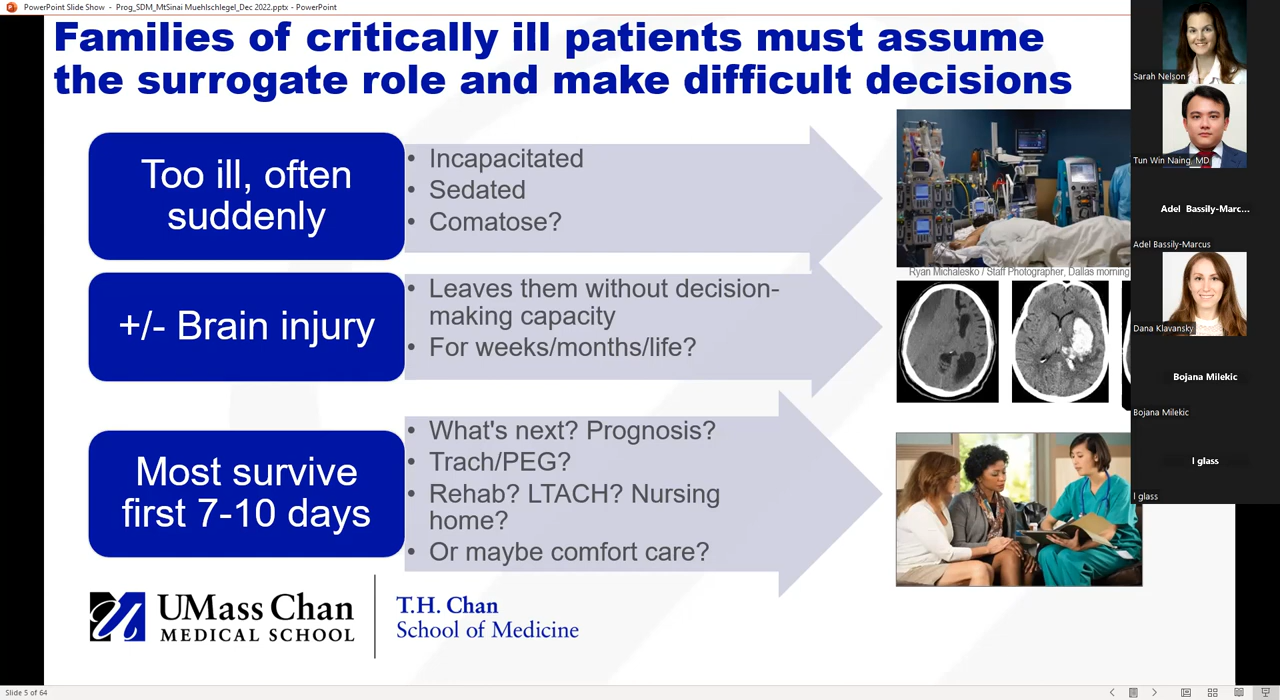 PowerPoint Slide Show - Prog_SDM_MtSinai Muehlschlegel_Dec 2022.pptx - PowerPoint
Families of critically ill patients must assume
the surrogate role and make difficult decisions
Too ill, often
suddenly
• Incapacitated
• Sedated
• Comatose?
Ryan Michalesko / Staff Photographer, Dallas morning
+/- Brain injury
• Leaves them without decision-
making capacity
• For weeks/months/life?
Most survive
first 7-10 days
• What's next? Prognosis?
• Trach/PEG?
• Rehab? LTACH? Nursing
home?
• Or maybe comfort care?
UMass Chan
MEDICAL SCHOOL
T.H. Chan
School of Medicine
Sarah Nelson
Tun Win Naing, MD
Adel Bassily-Marc...
Adel Bassily-Marcus
Dana Klavansky
Bojana Milekic
Bojana Milekic
I glass
I glass
Slide 5 of 64